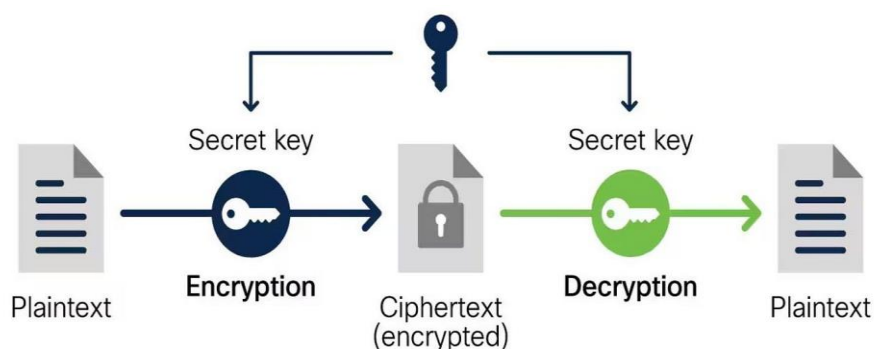 Secret key
Secret key
Plaintext
Encryption
Ciphertext
(encrypted)
Decryption
Plaintext